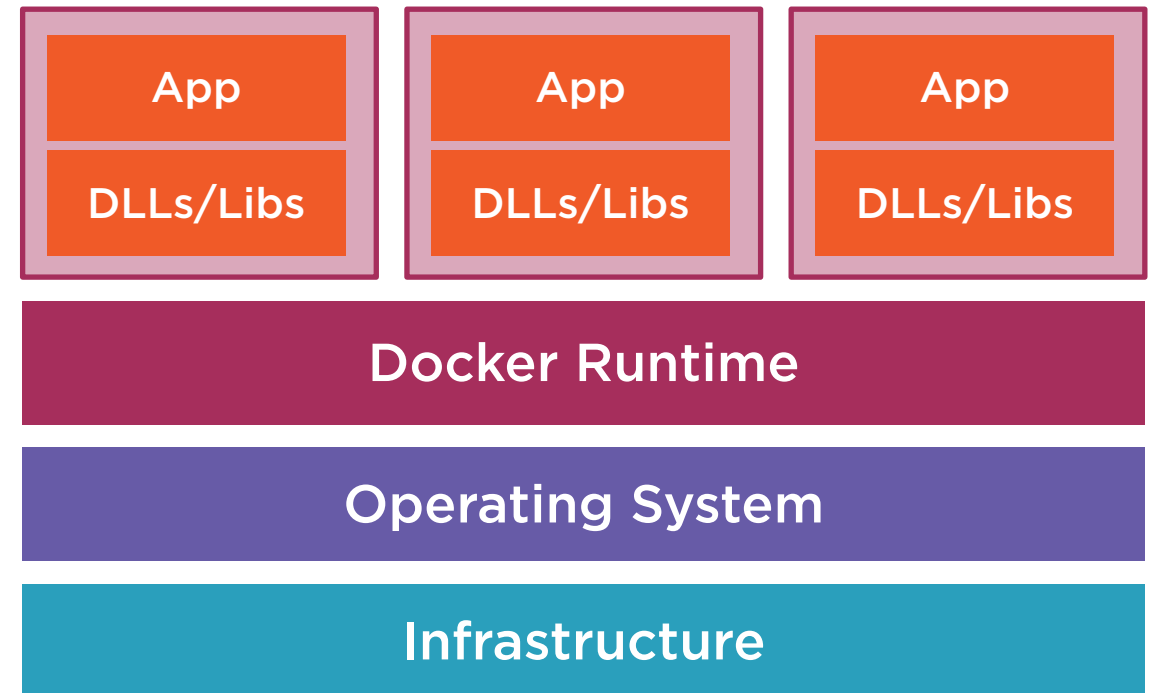 App
App
App
DLLs/Libs
DLLs/Libs
DLLs/Libs
Docker Runtime
Operating System
Infrastructure